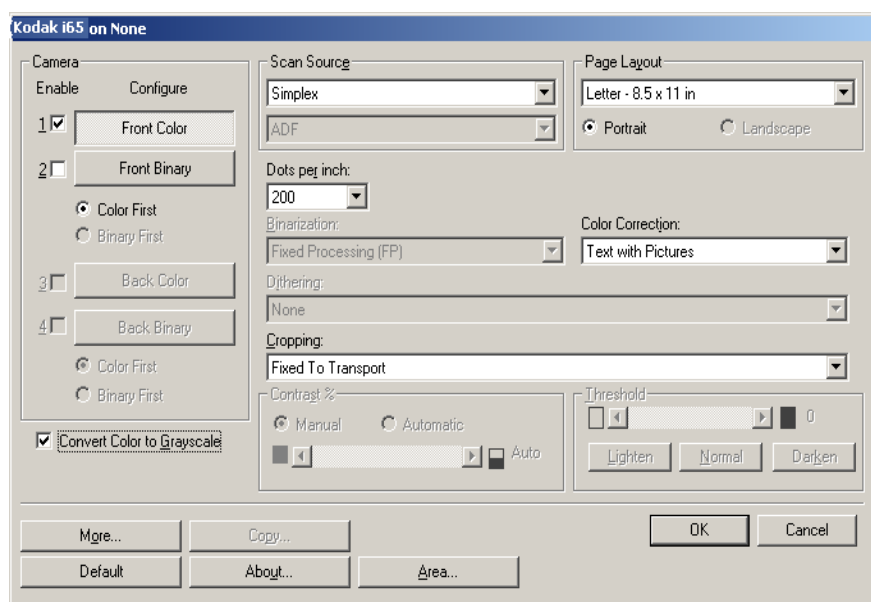 Kodak i65 on None
Camera
Enable Configure
1 Front Color
2 Front Binary
Color First
Binary First
3 Back Color
4 Back Binary
Color First
Binary First
Convert Color to Grayscale
Scan Source
Simplex
ADF
Page Layout
Letter - 8.5 x 11 in
Portrait Landscape
Dots per inch:
200
Binarization:
Fixed Processing (FP)
Color Correction:
Text with Pictures
Dithering:
None
Cropping:
Fixed To Transport
Contrast %
Manual Automatic
Auto
Threshold
0
Lighten Normal Darken
More... Copy... OK Cancel
Default About... Area...